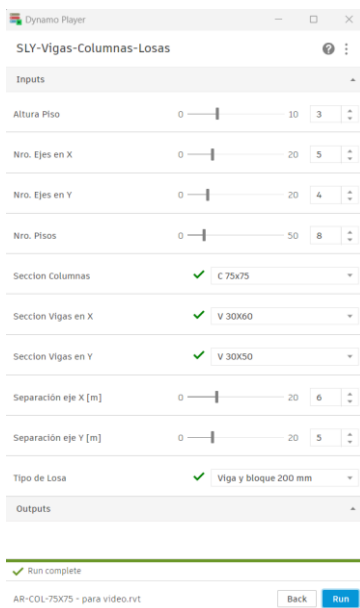 Dynamo Player
SLY-Vigas-Columnas-Losas
Inputs
Altura Piso 0 10 3
Nro. Ejes en X 0 20 5
Nro. Ejes en Y 0 20 4
Nro. Pisos 0 50 8
Seccion Columnas C 75x75
Seccion Vigas en X V 30X60
Seccion Vigas en Y V 30X50
Separación eje X [m] 0 20 6
Separación eje Y [m] 0 20 5
Tipo de Losa Viga y bloque 200 mm
Outputs
Run complete
AR-COL-75X75 - para video.rvt Back Run